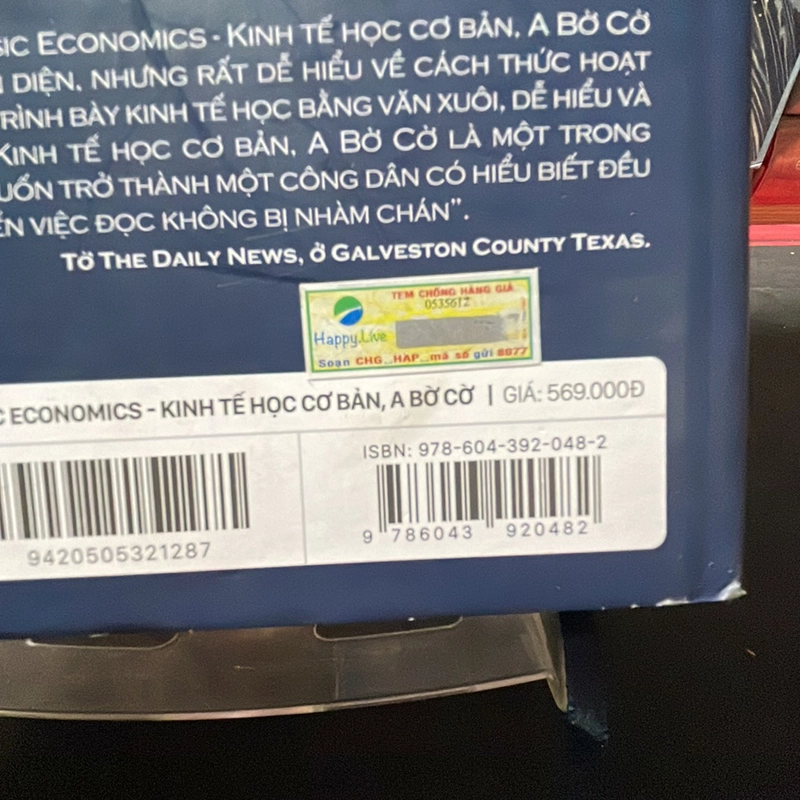 ECONOMICS - KINH TẾ HỌC CƠ BẢN, A BỜ CỜ
DIỆN, NHƯNG RẤT DỄ HIỂU VỀ CÁCH THỨC HOẠT
TRÌNH BÀY KINH TẾ HỌC BẰNG VĂN XUÔI, DỄ HIỂU VÀ
KINH TẾ HỌC CƠ BẢN, A BỜ CỜ LÀ MỘT TRONG
TRỞ THÀNH MỘT CÔNG DÂN CÓ HIỂU BIẾT ĐỀU
VIỆC ĐỌC KHÔNG BỊ NHÀM CHÁN”.
TỜ THE DAILY NEWS, Ở GALVESTON COUNTY TEXAS.
TEM CHỐNG HÀNG GIẢ
0535612
Happy.Live
Soạn CHG_HAP_mã số gửi 8077
ECONOMICS – KINH TẾ HỌC CƠ BẢN, A BỜ CỜ | GIÁ: 569.000Đ
ISBN: 978-604-392-048-2
9420505321287
9 786043 920482